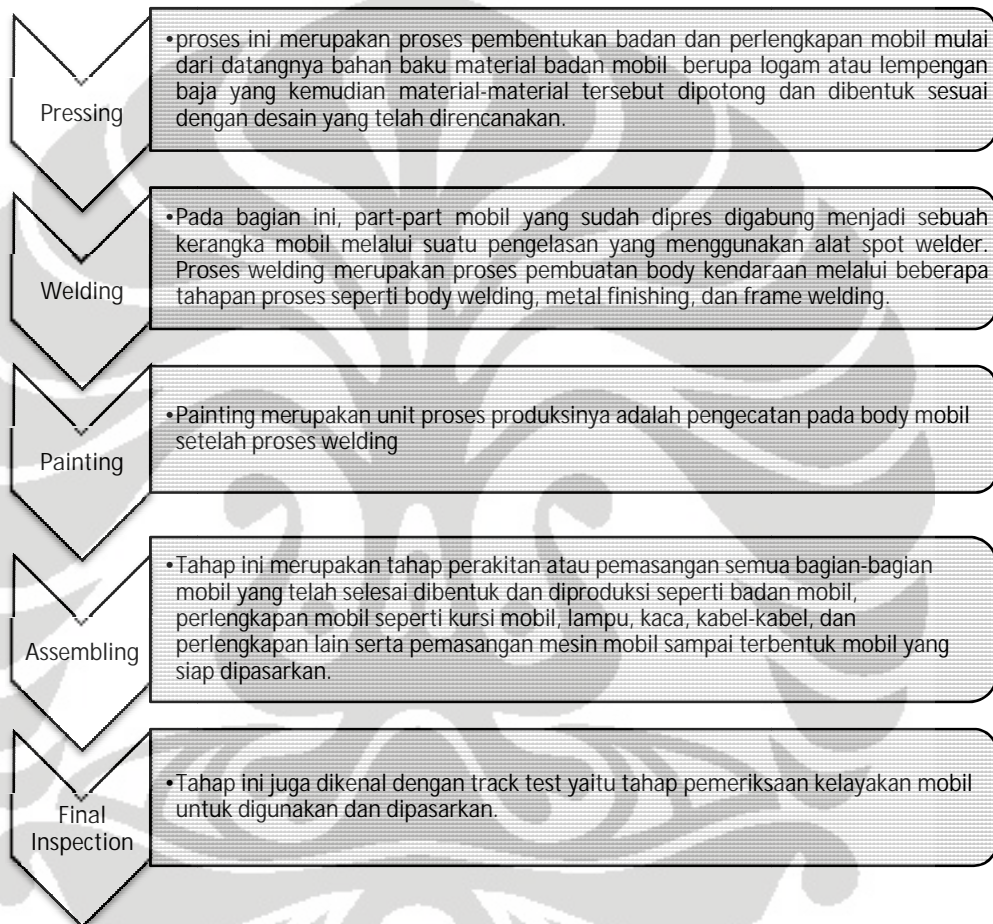 Pressing
•proses ini merupakan proses pembentukan badan dan perlengkapan mobil mulai
dari datangnya bahan baku material badan mobil berupa logam atau lempengan
baja yang kemudian material-material tersebut dipotong dan dibentuk sesuai
dengan desain yang telah direncanakan.
Welding
•Pada bagian ini, part-part mobil yang sudah dipres digabung menjadi sebuah
kerangka mobil melalui suatu pengelasan yang menggunakan alat spot welder.
Proses welding merupakan proses pembuatan body kendaraan melalui beberapa
tahapan proses seperti body welding, metal finishing, dan frame welding.
Painting
•Painting merupakan unit proses produksinya adalah pengecatan pada body mobil
setelah proses welding
Assembling
•Tahap ini merupakan tahap perakitan atau pemasangan semua bagian-bagian
mobil yang telah selesai dibentuk dan diproduksi seperti badan mobil,
perlengkapan mobil seperti kursi mobil, lampu, kaca, kabel-kabel, dan
perlengkapan lain serta pemasangan mesin mobil sampai terbentuk mobil yang
siap dipasarkan.
Final
Inspection
•Tahap ini juga dikenal dengan track test yaitu tahap pemeriksaan kelayakan mobil
untuk digunakan dan dipasarkan.